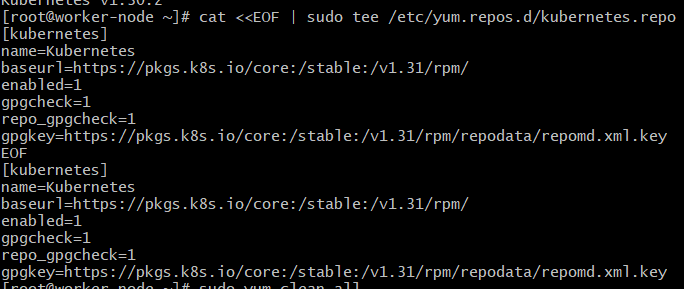 Kubernetes v1.30.2
[root@worker-node ~]# cat <<EOF | sudo tee /etc/yum.repos.d/kubernetes.repo
[kubernetes]
name=Kubernetes
baseurl=https://pkgs.k8s.io/core:/stable:/v1.31/rpm/
enabled=1
gpgcheck=1
repo_gpgcheck=1
gpgkey=https://pkgs.k8s.io/core:/stable:/v1.31/rpm/repodata/repomd.xml.key
EOF
[kubernetes]
name=Kubernetes
baseurl=https://pkgs.k8s.io/core:/stable:/v1.31/rpm/
enabled=1
gpgcheck=1
repo_gpgcheck=1
gpgkey=https://pkgs.k8s.io/core:/stable:/v1.31/rpm/repodata/repomd.xml.key
[root@worker-node ~]# sudo yum clean all